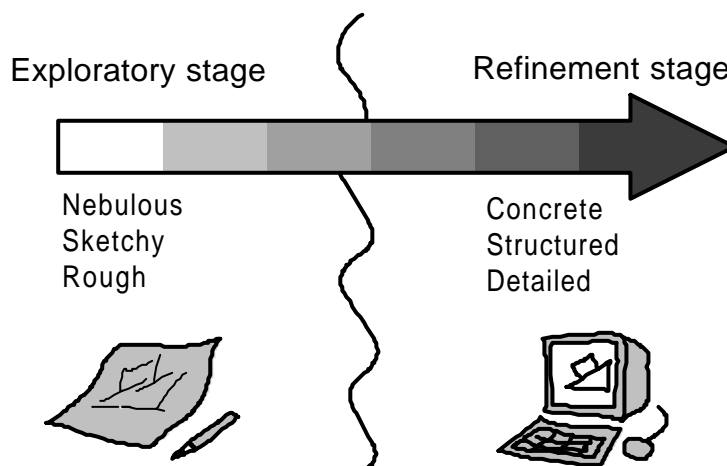 Exploratory stage
Refinement stage
Nebulous
Sketchy
Rough
Concrete
Structured
Detailed